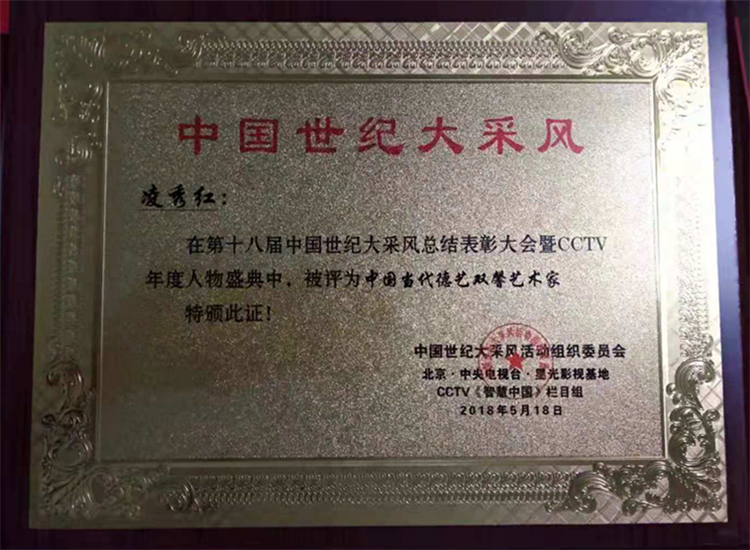 中国世纪大采风
凌秀红：
在第十八届中国世纪大采风总结表彰大会暨CCTV
年度人物盛典中，被评为中国当代德艺双馨艺术家
特颁此证！
中国世纪大采风活动组织委员会
北京·中央电视台·星光影视基地
CCTV《智慧中国》栏目组
2018年5月18日